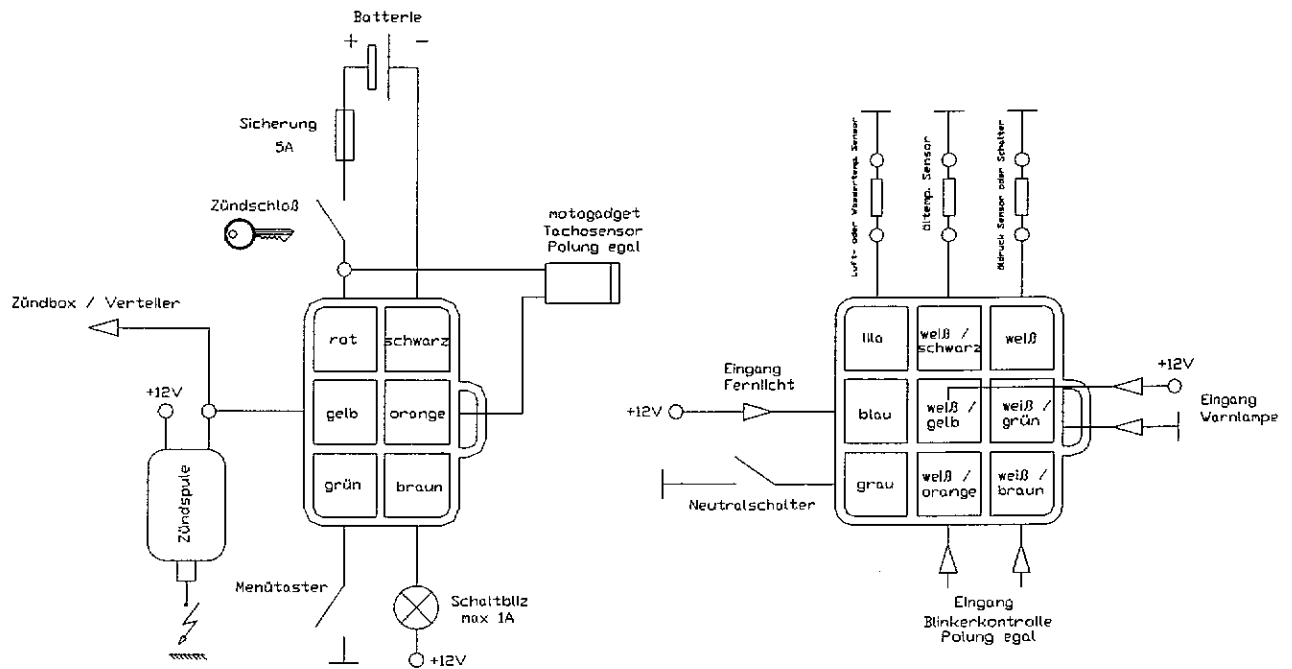 Batterie
+ -
Sicherung
5A
Zündschloß
motogadget
Tachosensor
Polung egal
Zündbox / Verteiler
+12V
Zündspule
rot
schwarz
gelb
orange
grün
braun
Menütaster
Schaltbliz
max 1A
+12V
Luft- oder Wassertemp. Sensor
Öltemp. Sensor
Öldruck Sensor oder Schalter
lila
weiß /
schwarz
weiß
blau
weiß /
gelb
weiß /
grün
grau
weiß /
orange
weiß /
braun
Eingang
Fernlicht
+12V
Neutralschalter
+12V
Eingang
Warnlampe
Eingang
Blinkerkontrolle
Polung egal